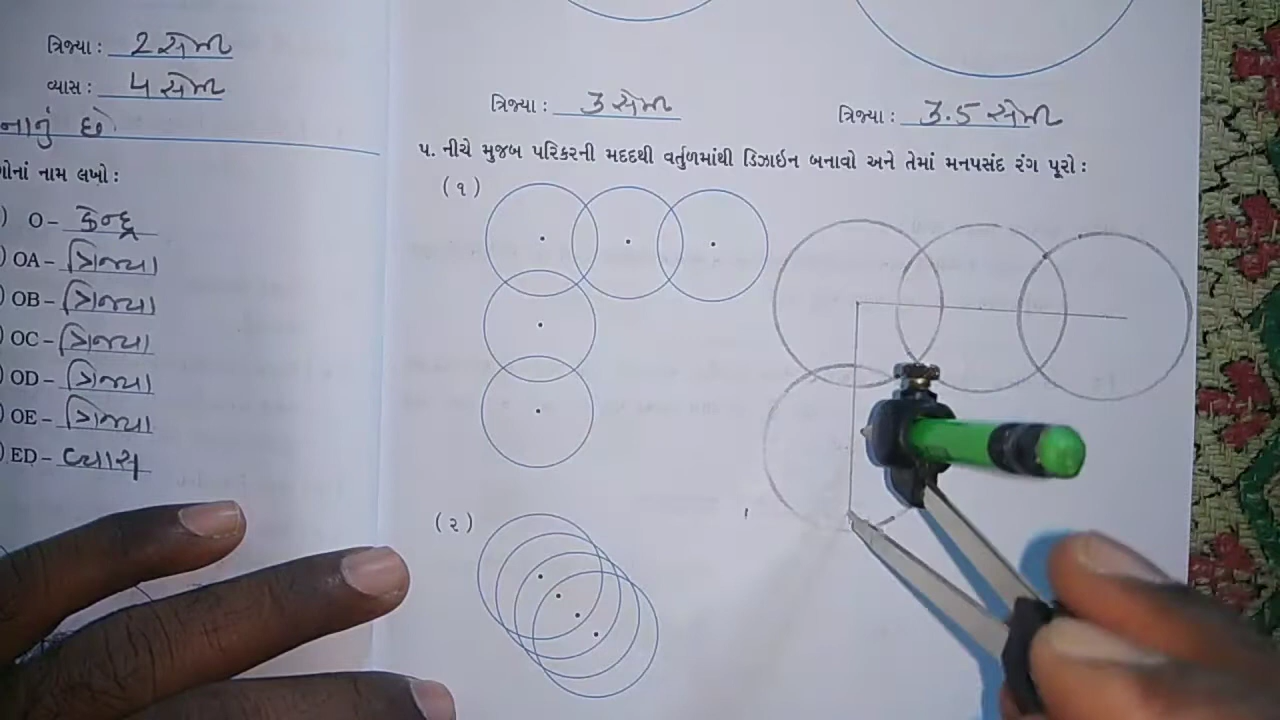 ત્રિજ્યા : 2 સેમી
વ્યાસ : 4 સેમી
નાનું છે.
ગોનાં નામ લખો :
) O – કેન્દ્ર
) OA – ત્રિજ્યા
) OB – ત્રિજ્યા
) OC – ત્રિજ્યા
) OD – ત્રિજ્યા
) OE – ત્રિજ્યા
) ED – વ્યાસ
ત્રિજ્યા : 3 સેમી
ત્રિજ્યા : 3.5 સેમી
૫. નીચે મુજબ પરિકરની મદદથી વર્તુળમાંથી ડિઝાઇન બનાવો અને તેમાં મનપસંદ રંગ પૂરો :
(૧)
(૨)